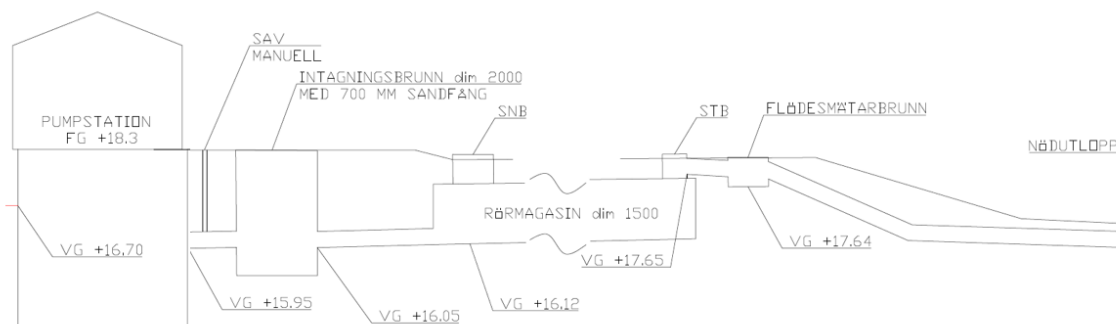 SAV
MANUELL
INTAGNINGSBRUNN dim 2000
MED 700 MM SANDFÅNG
PUMPSTATION
FG +18.3
SNB
STB
FLÖDESMÄTARBRUNN
NÖDUTLOPP
RÖRMAGASIN dim 1500
VG +16.70
VG +17.65
VG +17.64
VG +15.95
VG +16.05
VG +16.12